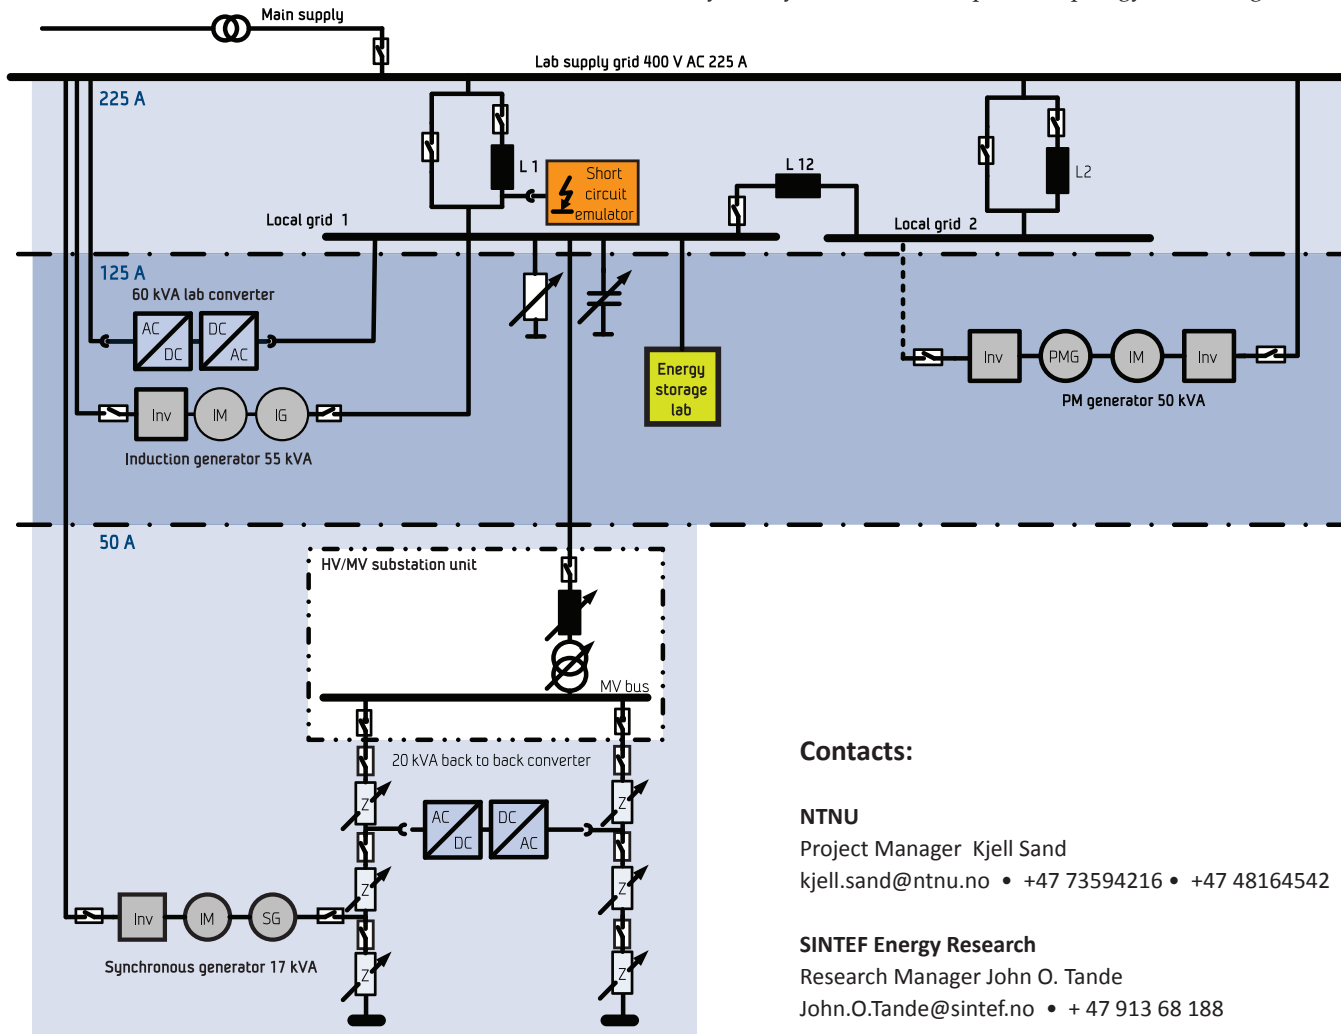 Main supply
Lab supply grid 400 V AC 225 A
225 A
L 1
Short
circuit
emulator
L 12
L2
Local grid 1
Local grid 2
125 A
60 kVA lab converter
AC
DC
DC
AC
Inv
IM
IG
Induction generator 55 kVA
Energy
storage
lab
Inv
PMG
IM
Inv
PM generator 50 kVA
50 A
HV/MV substation unit
MV bus
20 kVA back to back converter
Z
Z
AC
DC
DC
AC
Z
Z
Inv
IM
SG
Z
Z
Synchronous generator 17 kVA
Contacts:
NTNU
Project Manager Kjell Sand
kjell.sand@ntnu.no • +47 73594216 • +47 48164542
SINTEF Energy Research
Research Manager John O. Tande
John.O.Tande@sintef.no • + 47 913 68 188